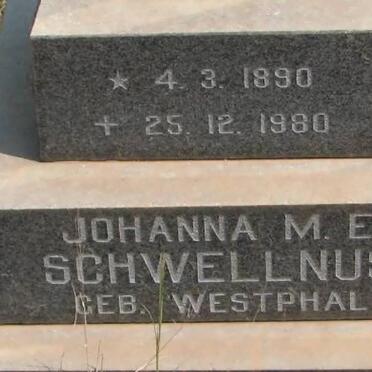 * 4. 3. 1890
+ 25. 12. 1980
JOHANNA M. E
SCHWELLNUS
GEB. WESTPHAL